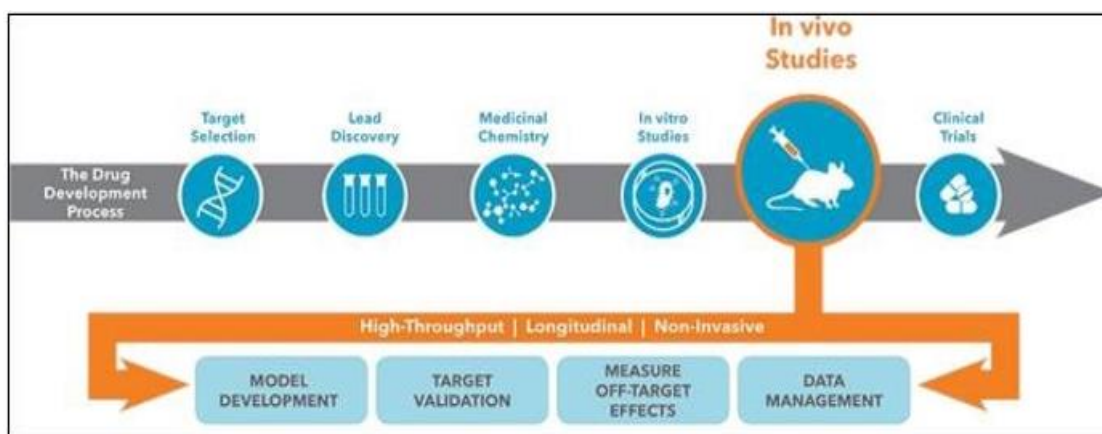 In vivo
Studies
Target
Selection
Lead
Discovery
Medicinal
Chemistry
In vitro
Studies
Clinical
Trials
The Drug
Development
Process
High-Throughput | Longitudinal | Non-Invasive
MODEL
DEVELOPMENT
TARGET
VALIDATION
MEASURE
OFF-TARGET
EFFECTS
DATA
MANAGEMENT